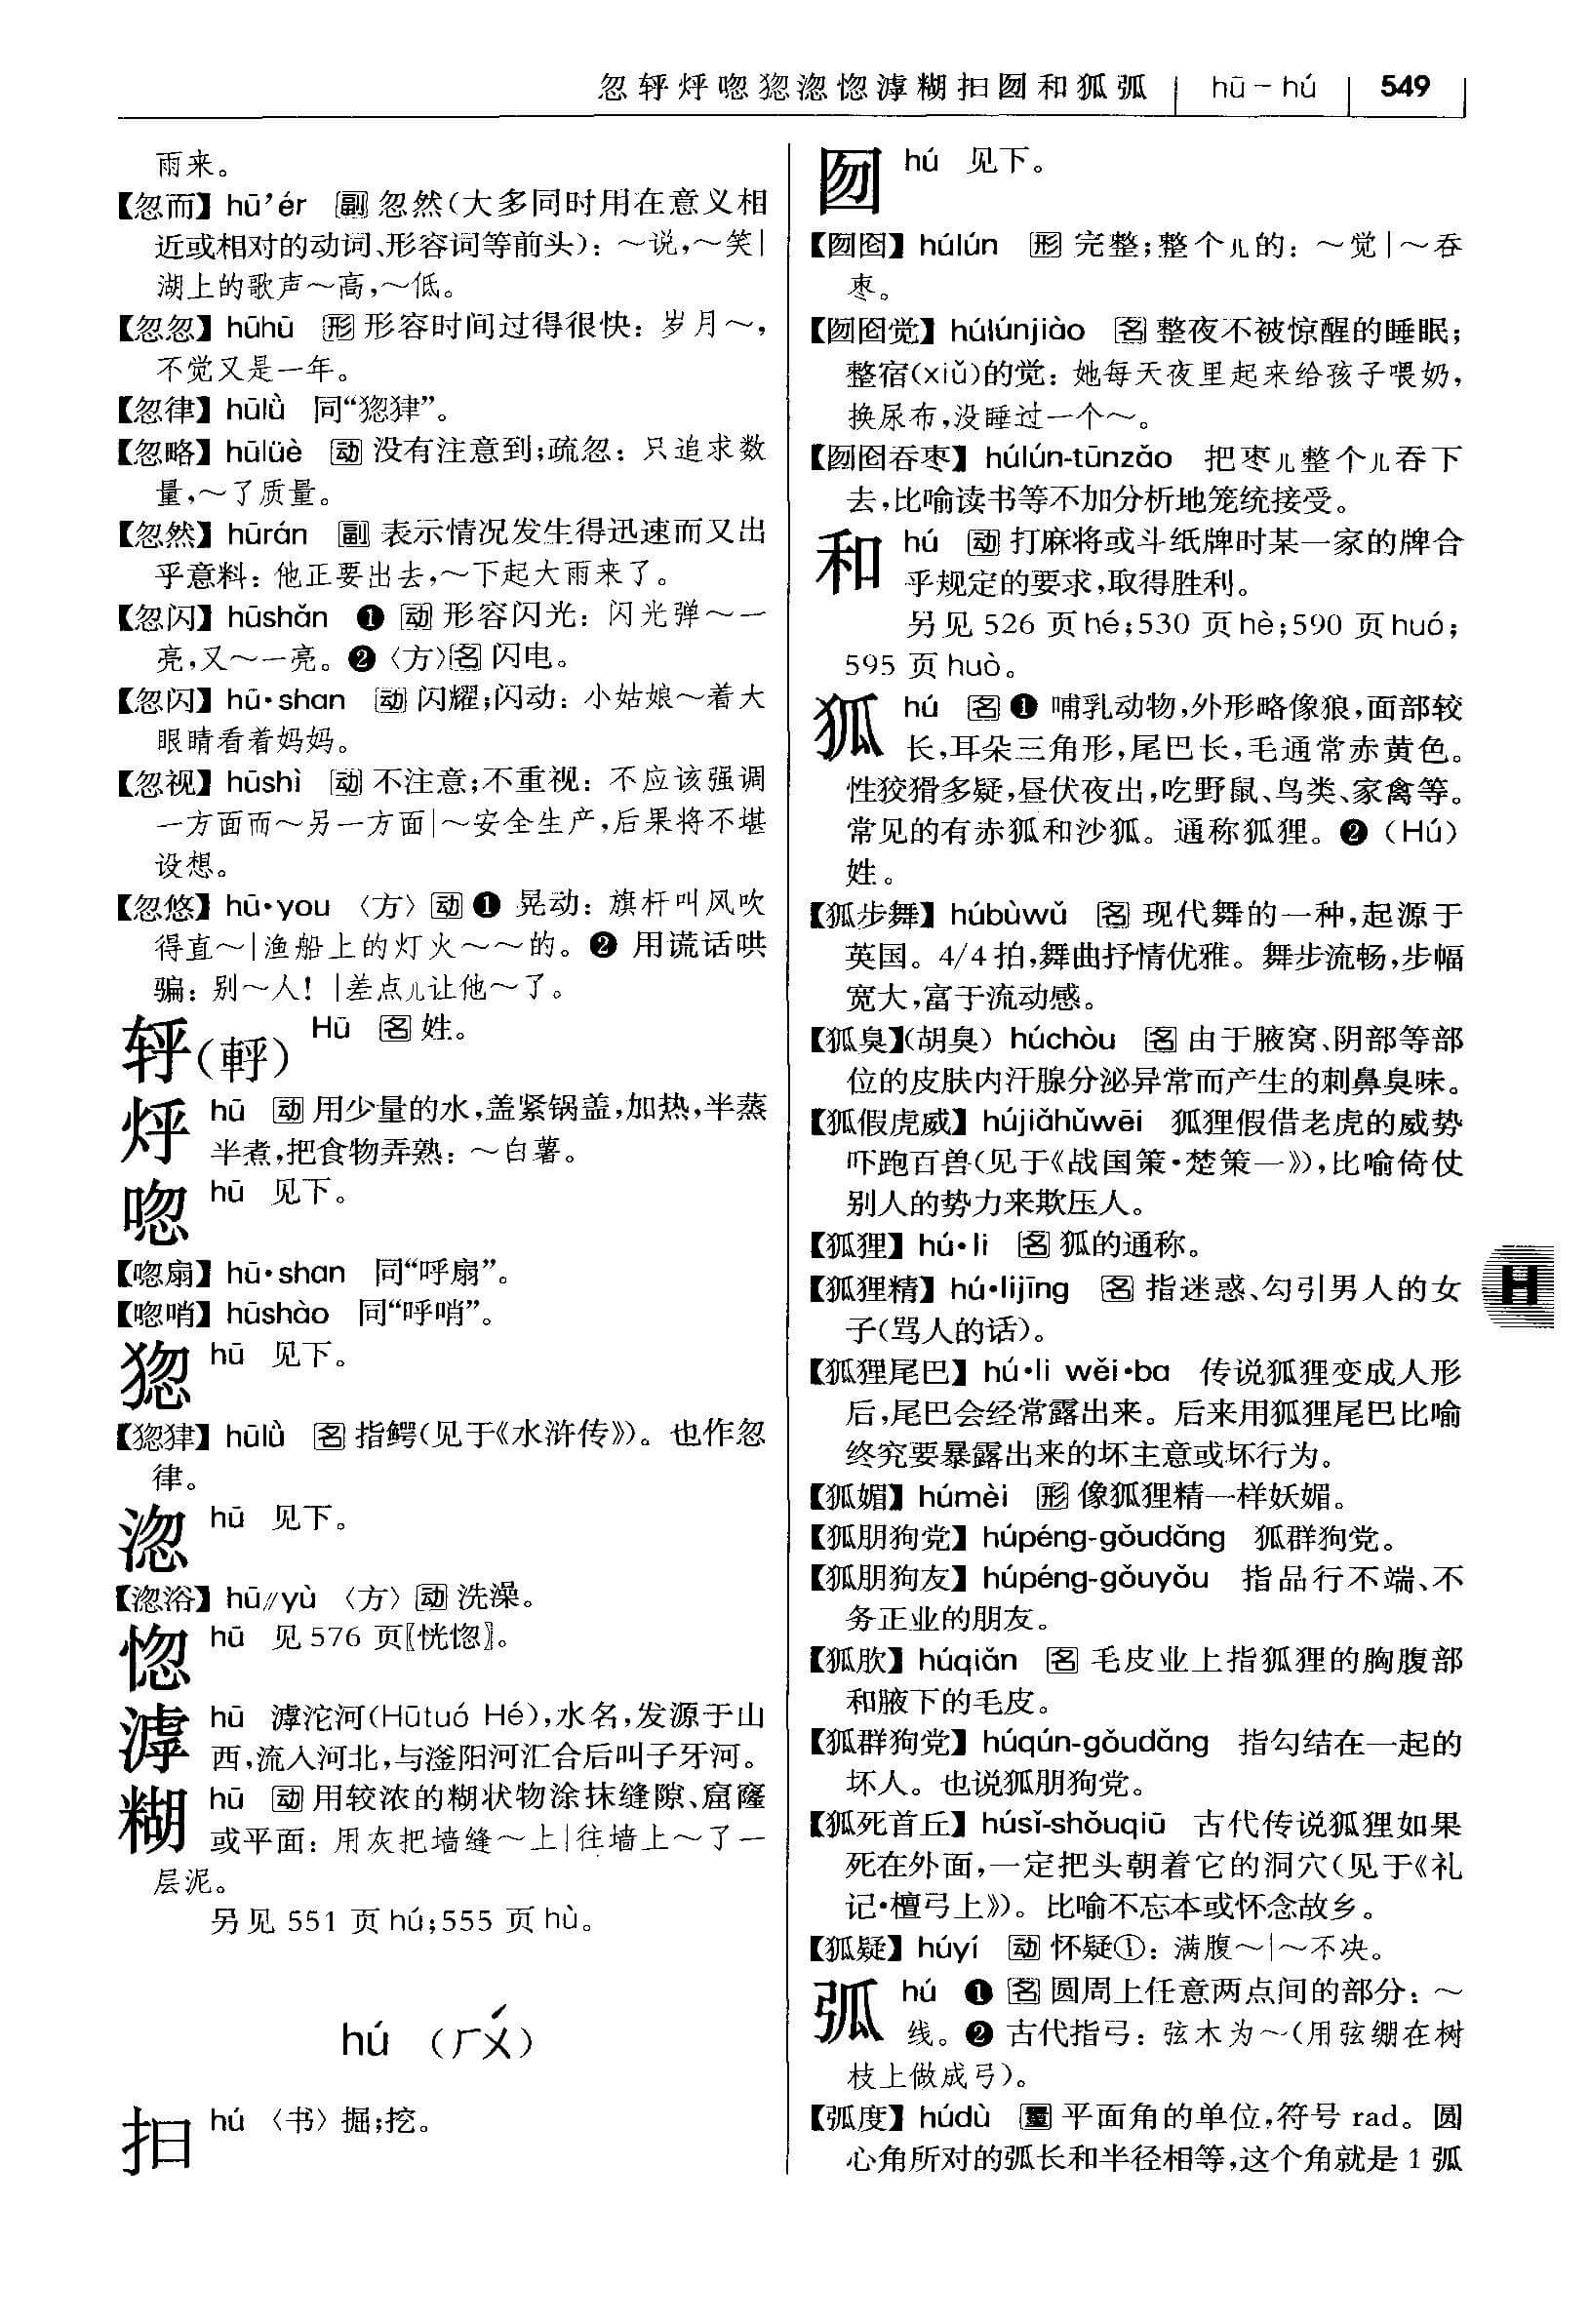 忽轷烀唿㹱淴惚滹糊抇囫和狐弧 hū－hú 549
雨来。
【忽而】hū’ér 副 忽然（大多同时用在意义相
近或相对的动词、形容词等前头）：～说，～笑|
湖上的歌声～高，～低。
【忽忽】hūhū 形 形容时间过得很快：岁月～，
不觉又是一年。
【忽律】hūlǜ 同“㹱狆”。
【忽略】hūlüè 动 没有注意到；疏忽：只追求数
量，～了质量。
【忽然】hūrán 副 表示情况发生得迅速而又出
乎意料：他正要出去，～下起大雨来了。
【忽闪】hūshǎn ❶ 动 形容闪光：闪光弹～一
亮，又～一亮。❷〈方〉名 闪电。
【忽闪】hū·shan 动 闪耀；闪动：小姑娘～着大
眼睛看着妈妈。
【忽视】hūshì 动 不注意；不重视：不应该强调
一方面而～另一方面|～安全生产，后果将不堪
设想。
【忽悠】hū·you 〈方〉动 ❶ 晃动：旗杆叫风吹
得直～|渔船上的灯火～～的。❷ 用谎话哄
骗：别～人！|差点儿让他～了。
轷（軤） Hū 名 姓。
烀 hū 动 用少量的水，盖紧锅盖，加热，半蒸
半煮，把食物弄熟：～白薯。
唿 hū 见下。
【唿扇】hū·shan 同“呼扇”。
【唿哨】hūshào 同“呼哨”。
㹱 hū 见下。
【㹱】hūlǜ 名 指鳄（见于《水浒传》）。也作忽
律。
淴 hū 见下。
【淴浴】hū∥yù 〈方〉动 洗澡。
惚 hū 见 576 页〖恍惚〗。
滹 hū 滹沱河（Hūtuó Hé），水名，发源于山
西，流入河北，与滏阳河汇合后叫子牙河。
糊 hū 动 用较浓的糊状物涂抹缝隙、窟窿
或平面：用灰把墙缝～上|往墙上～了一
层泥。
另见 551 页 hú；555 页 hù。
hú （ㄏㄨˊ）
抇 hú 〈书〉掘；挖。
囫 hú 见下。
【囫囵】húlún 形 完整；整个儿的：～觉|～吞
枣。
【囫囵觉】húlúnjiào 名 整夜不被惊醒的睡眠；
整宿（xiǔ）的觉：她每天夜里起来给孩子喂奶，
换尿布，没睡过一个～。
【囫囵吞枣】húlún-tūnzǎo 把枣儿整个儿吞下
去，比喻读书等不加分析地笼统接受。
和 hú 动 打麻将或斗纸牌时某一家的牌合
乎规定的要求，取得胜利。
另见 526 页 hé；530 页 hè；590 页 huó；
595 页 huò。
狐 hú 名 ❶ 哺乳动物，外形略像狼，面部较
长，耳朵三角形，尾巴长，毛通常赤黄色。
性狡猾多疑，昼伏夜出，吃野鼠、鸟类、家禽等。
常见的有赤狐和沙狐。通称狐狸。❷（Hú）
姓。
【狐步舞】húbùwǔ 名 现代舞的一种，起源于
英国。4/4 拍，舞曲抒情优雅。舞步流畅，步幅
宽大，富于流动感。
【狐臭】（胡臭）húchòu 名 由于腋窝、阴部等部
位的皮肤内汗腺分泌异常而产生的刺鼻臭味。
【狐假虎威】hújiǎhǔwēi 狐狸假借老虎的威势
吓跑百兽（见于《战国策·楚策一》），比喻倚仗
别人的势力来欺压人。
【狐狸】hú·li 名 狐的通称。
【狐狸精】hú·lijīng 名 指迷惑、勾引男人的女
子（骂人的话）。
【狐狸尾巴】hú·li wěi·ba 传说狐狸变成人形
后，尾巴会经常露出来。后来用狐狸尾巴比喻
终究要暴露出来的坏主意或坏行为。
【狐媚】húmèi 形 像狐狸精一样妖媚。
【狐朋狗党】húpéng-gǒudǎng 狐群狗党。
【狐朋狗友】húpéng-gǒuyǒu 指品行不端、不
务正业的朋友。
【狐肷】húqiǎn 名 毛皮业上指狐狸的胸腹部
和腋下的毛皮。
【狐群狗党】húqún-gǒudǎng 指勾结在一起的
坏人。也说狐朋狗党。
【狐死首丘】húsǐ-shǒuqiū 古代传说狐狸如果
死在外面，一定把头朝着它的洞穴（见于《礼
记·檀弓上》）。比喻不忘本或怀念故乡。
【狐疑】húyí 动 怀疑①：满腹～|～不决。
弧 hú ❶ 名 圆周上任意两点间的部分：～
线。❷ 古代指弓：弦木为～（用弦绷在树
枝上做成弓）。
【弧度】húdù 量 平面角的单位，符号 rad。圆
心角所对的弧长和半径相等，这个角就是 1 弧
H